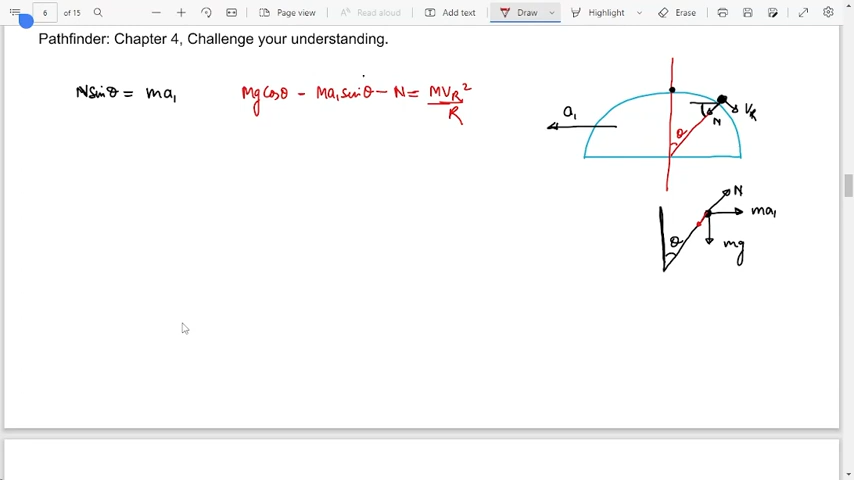 6 of 15 Page view Read aloud Add text Draw Highlight Erase
Pathfinder: Chapter 4, Challenge your understanding.
Nsinθ = ma₁ Mgcosθ - Ma₁sinθ - N = MV_R²/R
a₁
θ
N
V_R
N
ma₁
θ
mg